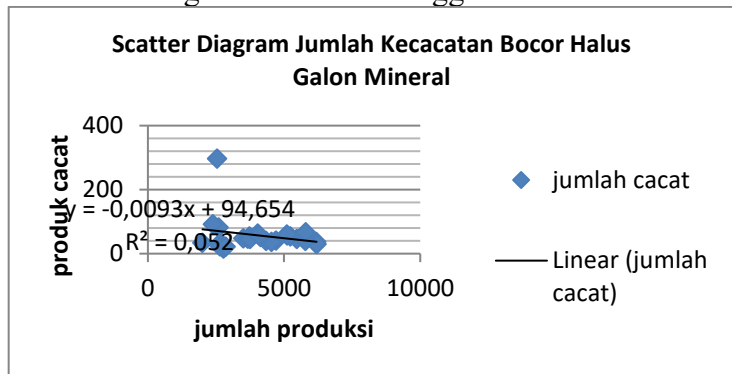 Scatter Diagram Jumlah Kecacatan Bocor Halus
Galon Mineral
produk cacat
400
200
0
y = -0,0093x + 94,654
R² = 0,052
0
5000
10000
jumlah produksi
jumlah cacat
Linear (jumlah
cacat)